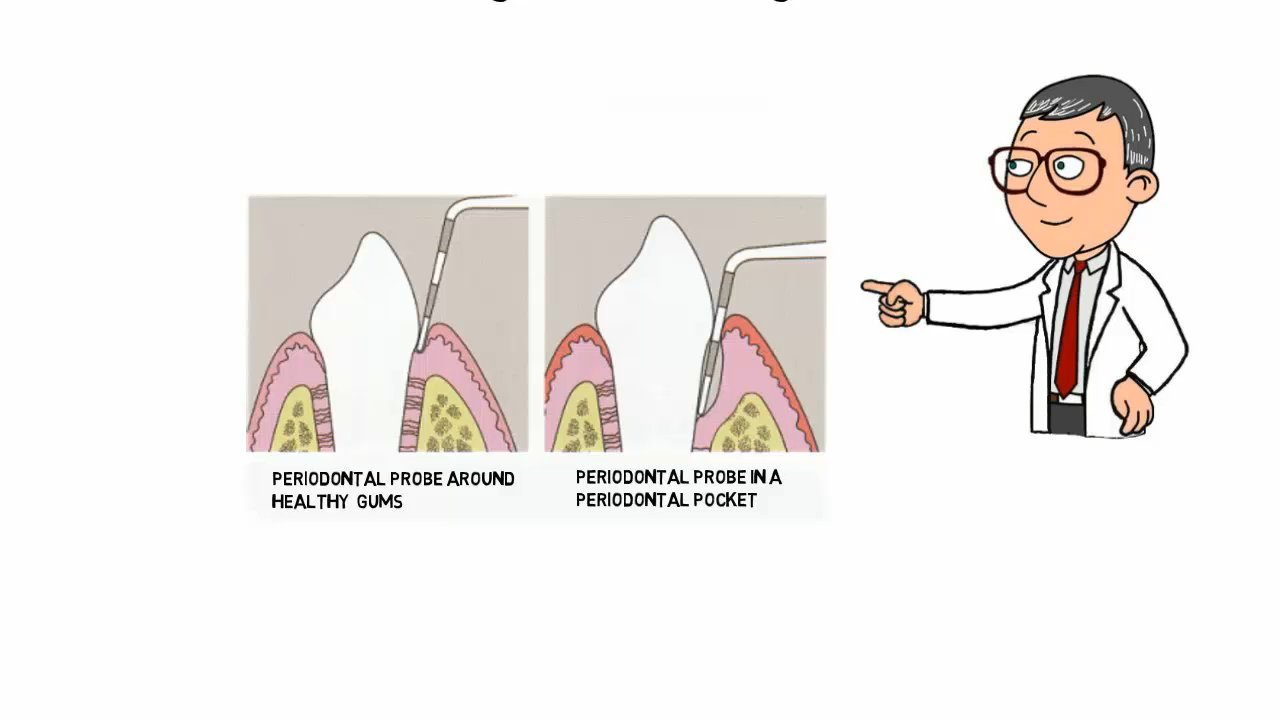 PERIODONTAL PROBE AROUND
HEALTHY GUMS
PERIODONTAL PROBE IN A
PERIODONTAL POCKET